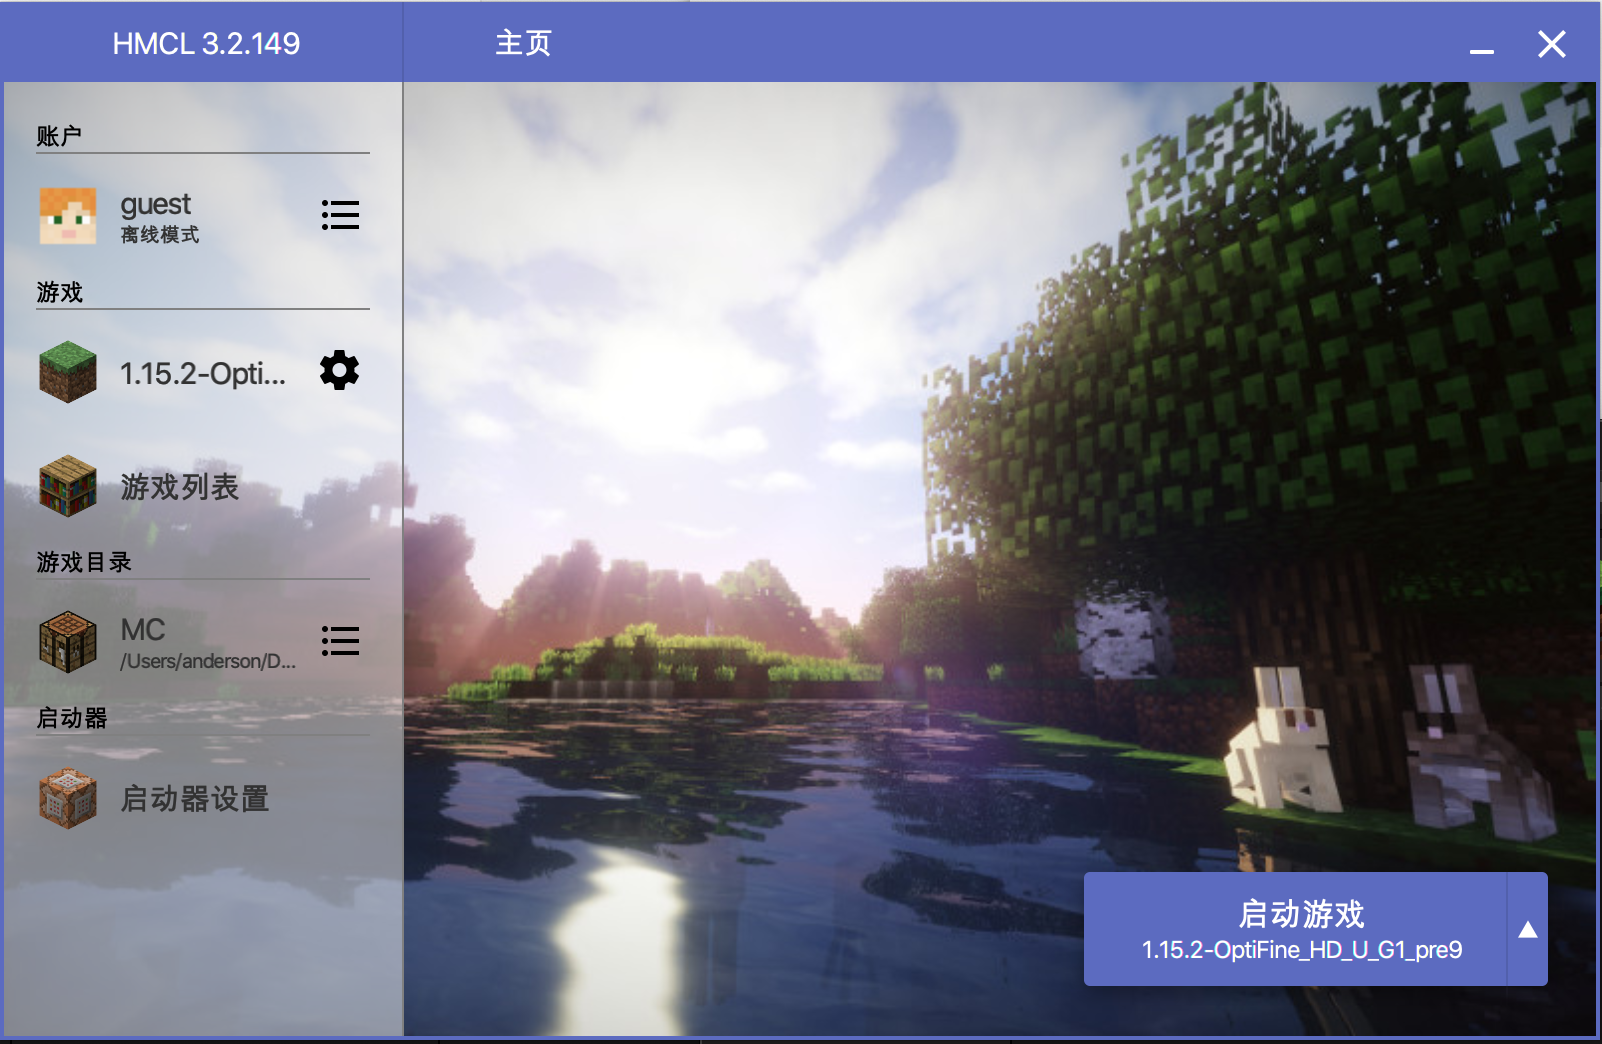 HMCL 3.2.149
主页
账户
guest
离线模式
游戏
1.15.2-Opti...
游戏列表
游戏目录
MC
/Users/anderson/D...
启动器
启动器设置
启动游戏
1.15.2-OptiFine_HD_U_G1_pre9